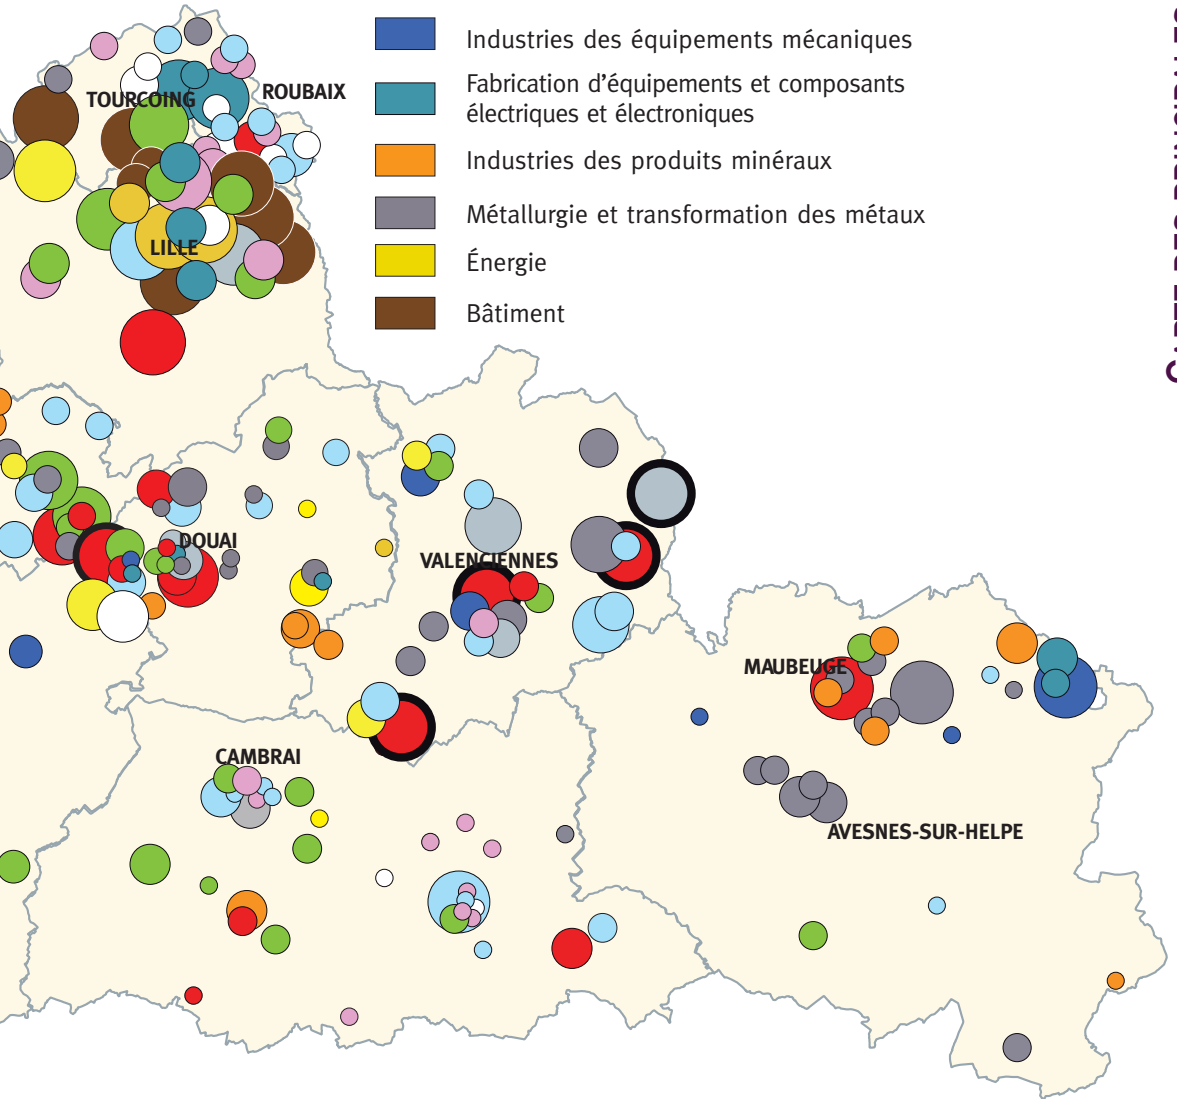 Industries des équipements mécaniques
Fabrication d'équipements et composants
électriques et électroniques
Industries des produits minéraux
Métallurgie et transformation des métaux
Énergie
Bâtiment
TOURCOING
ROUBAIX
LILLE
DOUAI
VALENCIENNES
MAUBEUGE
CAMBRAI
AVESNES-SUR-HELPE